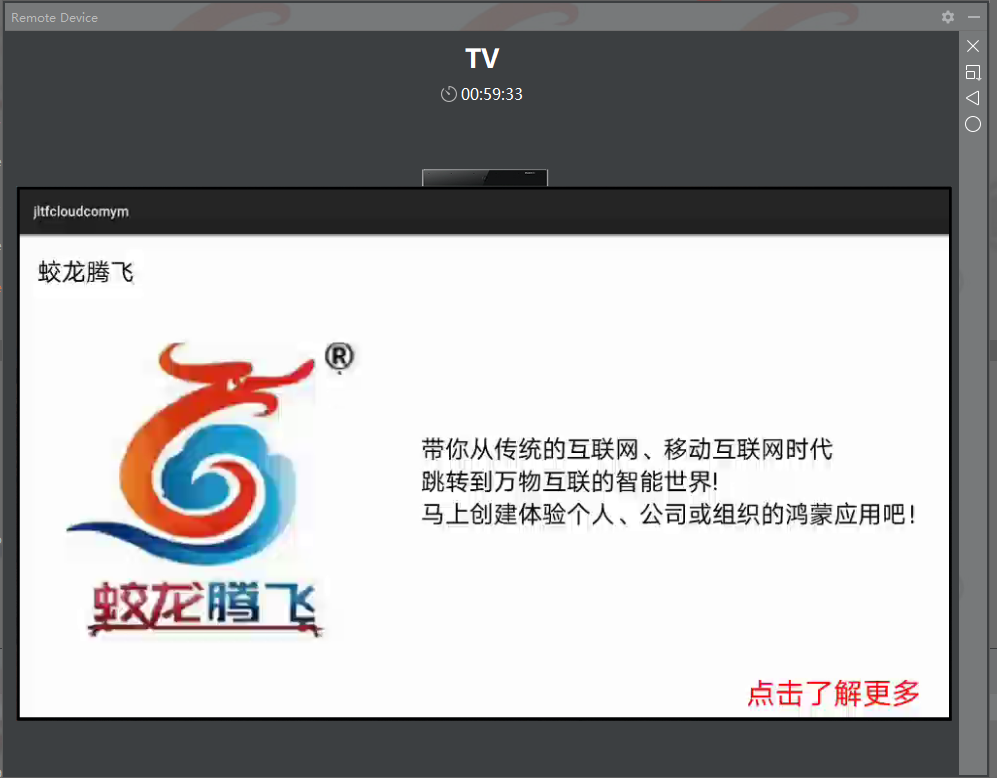 Remote Device
TV
00:59:33
jltfcloudcomym
蛟龙腾飞
®
带你从传统的互联网、移动互联网时代
跳转到万物互联的智能世界!
马上创建体验个人、公司或组织的鸿蒙应用吧!
蛟龙腾飞
点击了解更多